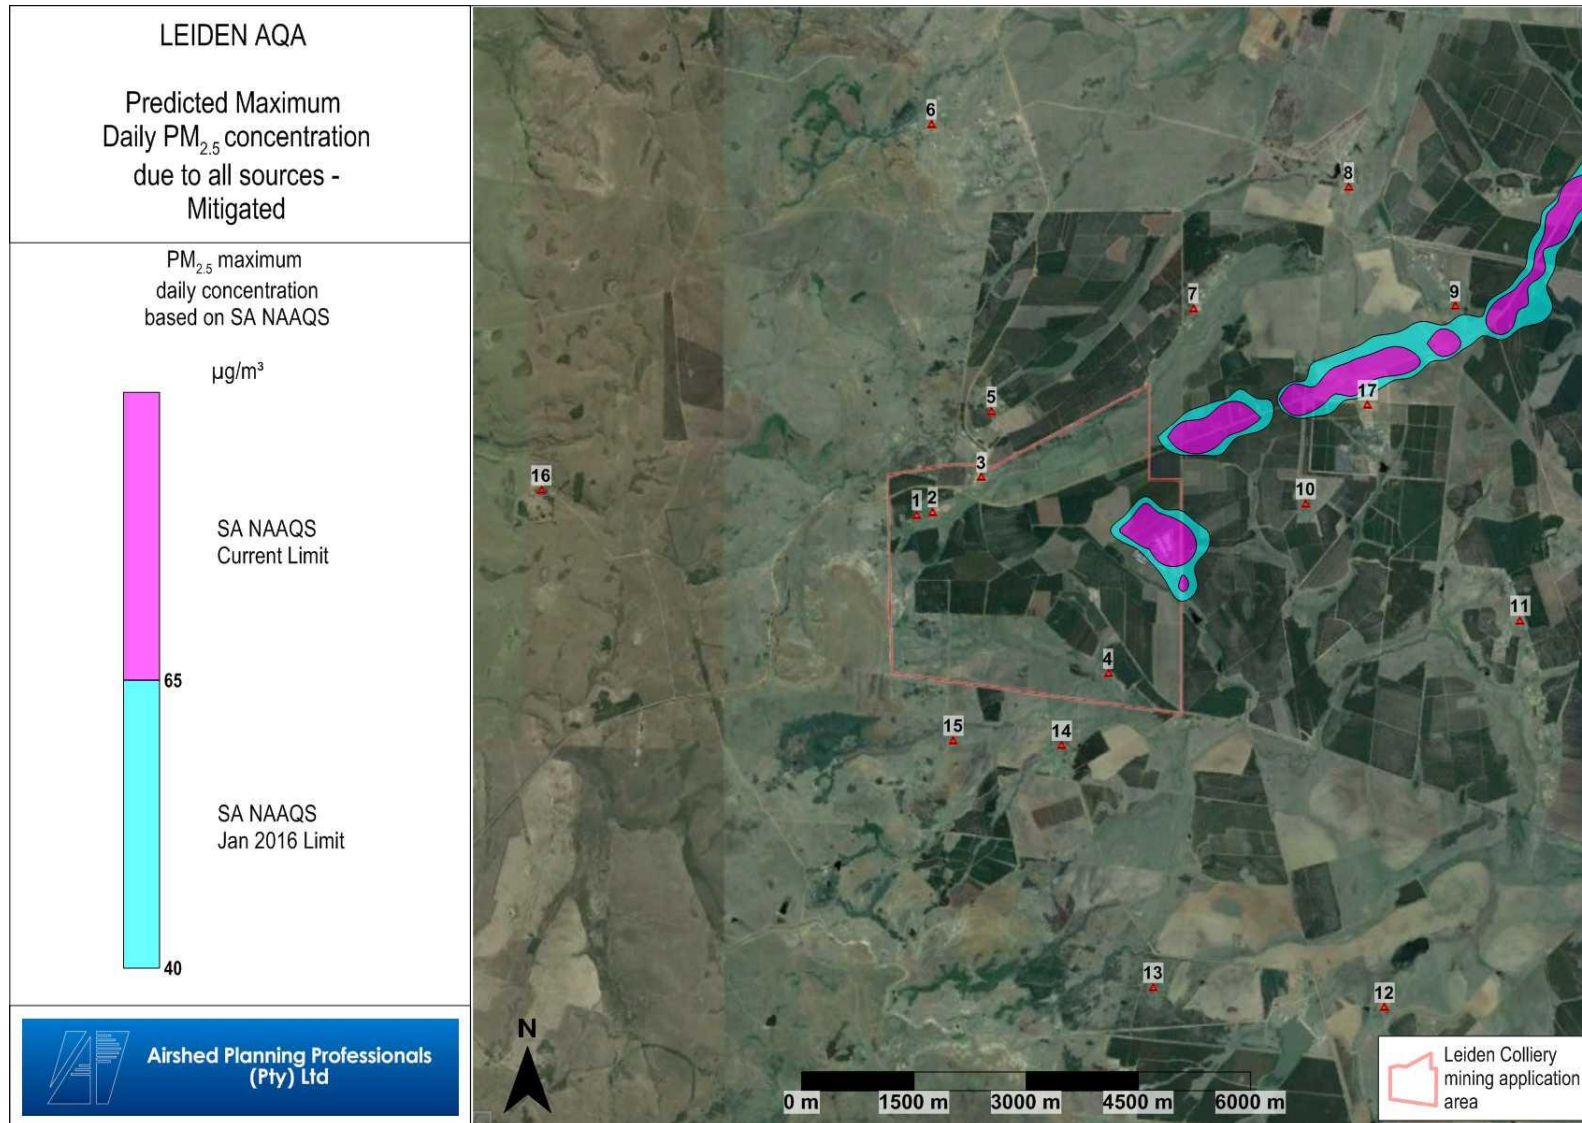 LEIDEN AQA
Predicted Maximum
Daily PM2.5 concentration
due to all sources -
Mitigated
PM2.5 maximum
daily concentration
based on SA NAAQS
µg/m³
SA NAAQS
Current Limit
65
SA NAAQS
Jan 2016 Limit
40
Airshed Planning Professionals
(Pty) Ltd
6
8
7
9
5
17
3
16
1
2
10
11
4
15
14
13
12
N
0 m
1500 m
3000 m
4500 m
6000 m
Leiden Colliery
mining application
area